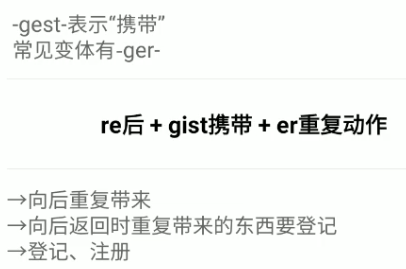 -gest-表示“携带”
常见变体有-ger-
re后 + gist携带 + er重复动作
→向后重复带来
→向后返回时重复带来的东西要登记
→登记、注册